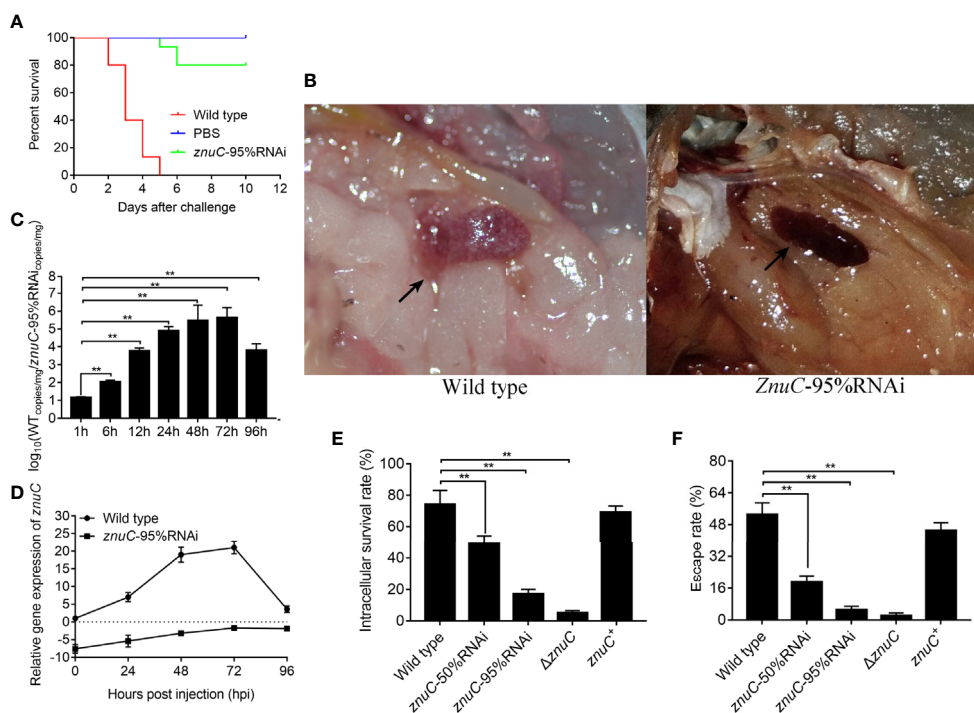 A
Percent survival
100
80
60
40
20
0
0 2 4 6 8 10 12
Days after challenge
Wild type
PBS
znuC-95%RNAi
B
Wild type
ZnuC-95%RNAi
C
log10(WTcopies/mg/znuC-95%RNAicopies/mg)
8
7
6
5
4
3
2
1
0
** ** ** ** ** **
1h 6h 12h 24h 48h 72h 96h
D
Relative gene expression of znuC
25
20
15
10
5
0
-5
-10
Wild type
znuC-95%RNAi
0 24 48 72 96
Hours post injection (hpi)
E
Intracellular survival rate (%)
100
80
60
40
20
0
**
**
**
Wild type
znuC-50%RNAi
znuC-95%RNAi
ΔznuC
znuC+
F
Escape rate (%)
80
64
48
32
16
0
**
**
**
Wild type
znuC-50%RNAi
znuC-95%RNAi
ΔznuC
znuC+